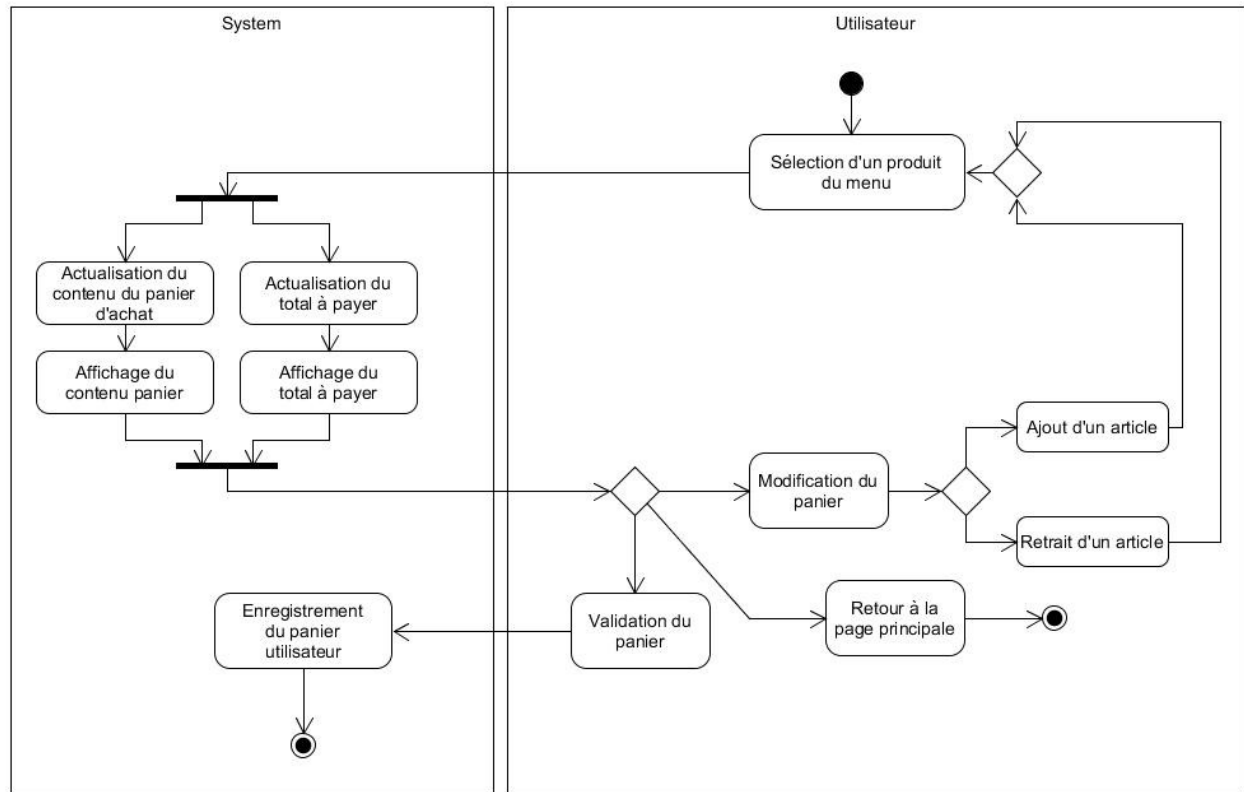 System
Utilisateur
Sélection d'un produit
du menu
Actualisation du
contenu du panier
d'achat
Actualisation du
total à payer
Affichage du
contenu panier
Affichage du
total à payer
Ajout d'un article
Modification du
panier
Retrait d'un article
Enregistrement
du panier
utilisateur
Validation du
panier
Retour à la
page principale